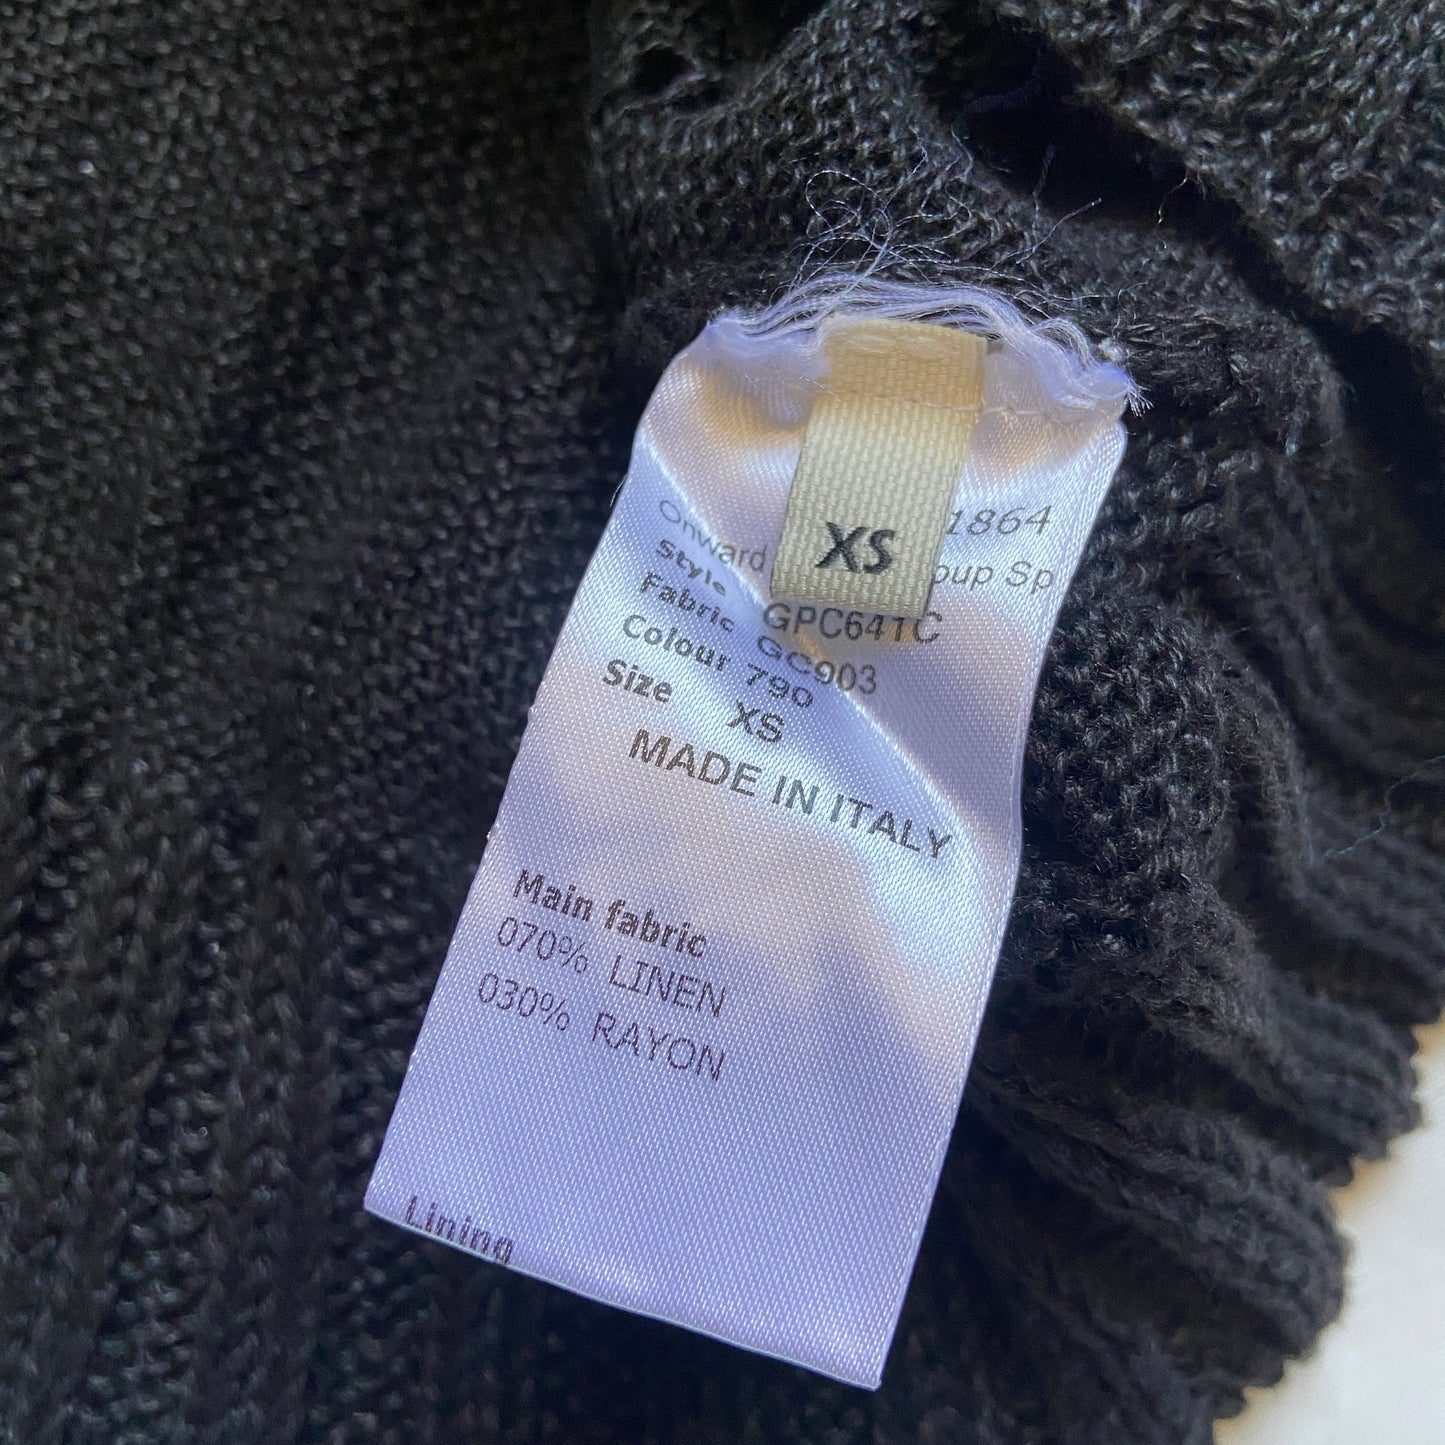 XS
1864
Onward oup Sp
Style GPC641C
Fabric GC903
Colour 790
Size XS
MADE IN ITALY
Main fabric
070% LINEN
030% RAYON
Lining